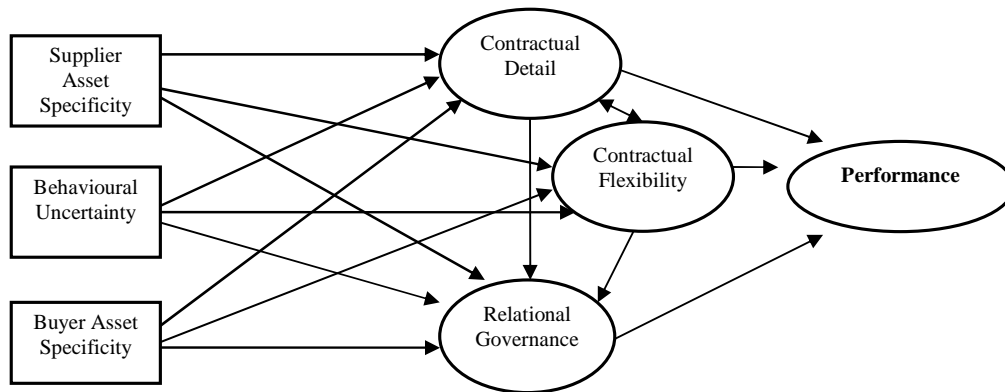 Supplier
Asset
Specificity
Behavioural
Uncertainty
Buyer Asset
Specificity
Contractual
Detail
Contractual
Flexibility
Relational
Governance
Performance